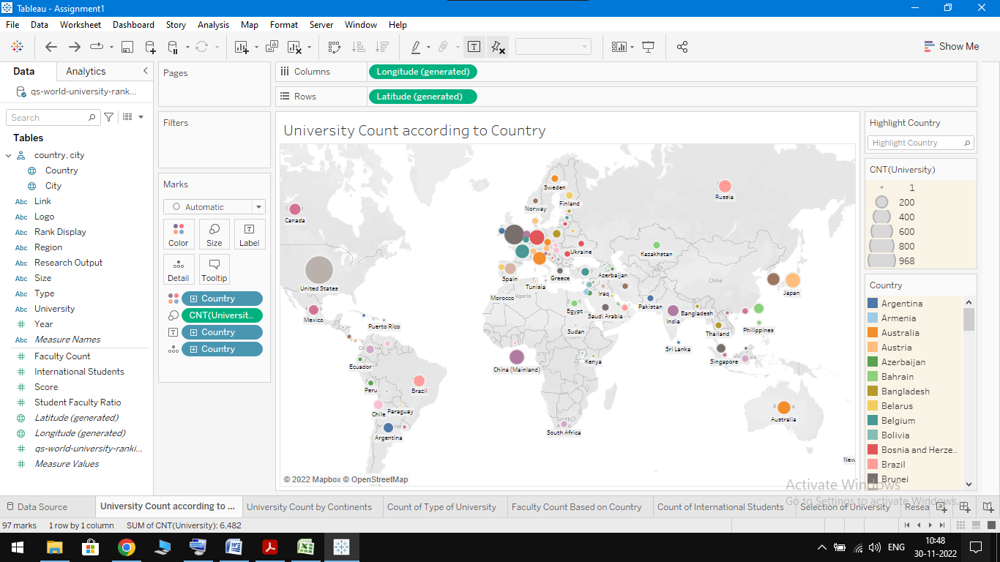 Tableau - Assignment1
File Data Worksheet Dashboard Story Analysis Map Format Server Window Help
Show Me
Data Analytics
qs-world-university-rank...
Search
Tables
country, city
Country
City
Abc Link
Abc Logo
Abc Rank Display
Abc Region
Abc Research Output
Abc Size
Abc Type
Abc University
# Year
Abc Measure Names
# Faculty Count
# International Students
# Score
# Student Faculty Ratio
Latitude (generated)
Longitude (generated)
# qs-world-university-ranki...
# Measure Values
Pages
Filters
Marks
Automatic
Color Size Label
Detail Tooltip
Country
CNT(Universit..
Country
Country
Columns Longitude (generated)
Rows Latitude (generated)
University Count according to Country
Sweden
Russia
Finland
Norway
Canada
Ukraine
Kazakhstan
United States
Spain
Greece
Azerbaijan
China
Japan
Tunisia
Iraq
Morocco
Algeria
Mexico
Puerto Rico
Egypt
Saudi Arabia
Pakistan
India
Bangladesh
Philippines
Thailand
Sudan
Sri Lanka
Singapore
Kenya
Ecuador
China (Mainland)
Peru
Brazil
Chile
Paraguay
Argentina
South Africa
Australia
New
© 2022 Mapbox © OpenStreetMap
Highlight Country
Highlight Country
CNT(University)
1
200
400
600
800
968
Country
Argentina
Armenia
Australia
Austria
Azerbaijan
Bahrain
Bangladesh
Belarus
Belgium
Bolivia
Bosnia and Herze..
Brazil
Brunei
Activate Windows
Go to Settings to activate Windows.
Data Source University Count according to ... University Count by Continents Count of Type of University Faculty Count Based on Country Count of International Students Selection of University Resea
97 marks 1 row by 1 column SUM of CNT(University): 6,482
ENG
10:48
30-11-2022